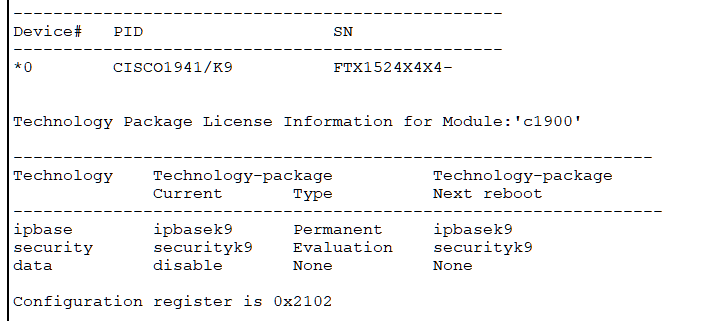 -------------------------------------------------
Device#   PID                   SN
-------------------------------------------------
*0        CISCO1941/K9          FTX1524X4X4-
Technology Package License Information for Module:'c1900'
----------------------------------------------------------------
Technology    Technology-package          Technology-package
              Current       Type          Next reboot
-----------------------------------------------------------------
ipbase        ipbasek9      Permanent     ipbasek9
security      securityk9    Evaluation    securityk9
data          disable       None          None
Configuration register is 0x2102